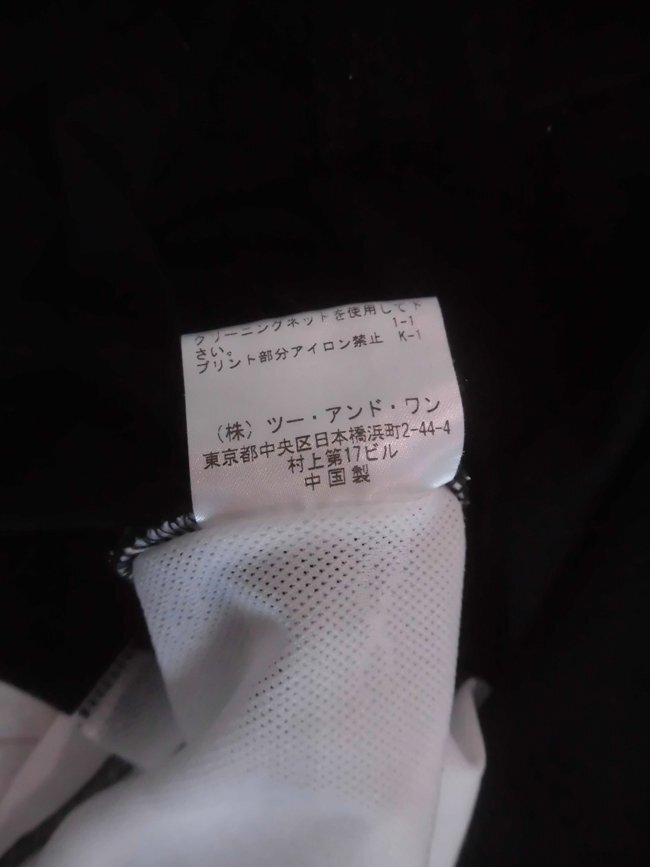 クリーニングネットを使用して下
さい。 1-1
プリント部分アイロン禁止 K-1
(株) ツー・アンド・ワン
東京都中央区日本橋浜町2-44-4
村上第17ビル
中国製